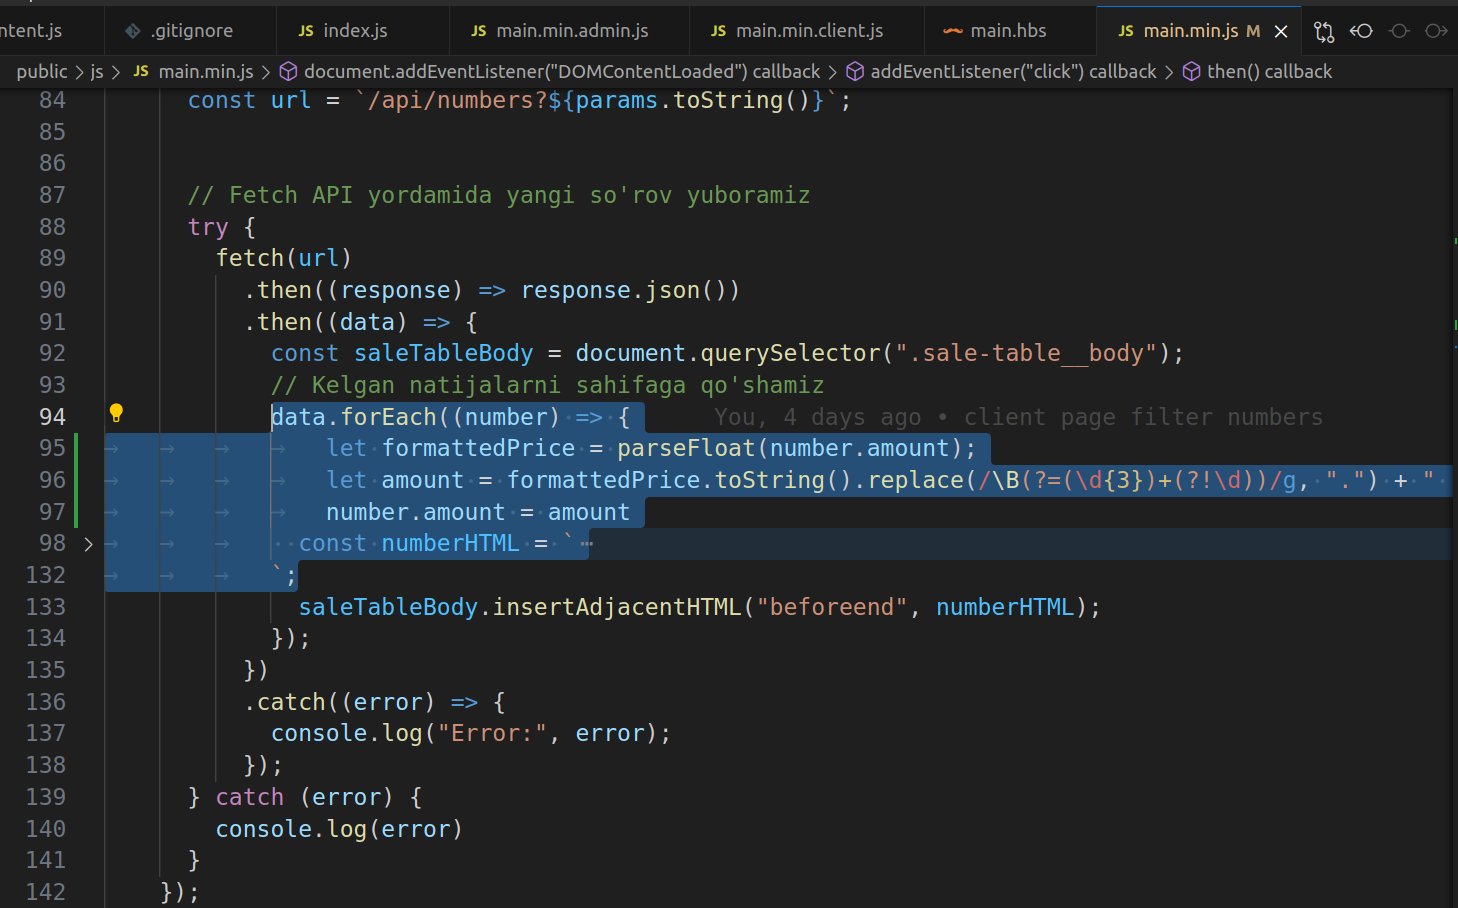 ntent.js
.gitignore
JS index.js
JS main.min.admin.js
JS main.min.client.js
main.hbs
JS main.min.js M
public > js > JS main.min.js > document.addEventListener("DOMContentLoaded") callback > addEventListener("click") callback > then() callback
84 const url = `/api/numbers?${params.toString()}`;
85
86
87 // Fetch API yordamida yangi so'rov yuboramiz
88 try {
89 fetch(url)
90 .then((response) => response.json())
91 .then((data) => {
92 const saleTableBody = document.querySelector(".sale-table__body");
93 // Kelgan natijalarni sahifaga qo'shamiz
94 data.forEach((number) => { You, 4 days ago • client page filter numbers
95 let formattedPrice = parseFloat(number.amount);
96 let amount = formattedPrice.toString().replace(/\B(?=(\d{3})+(?!\d))/g, ".") + "
97 number.amount = amount
98 const numberHTML = `⋯
132 `;
133 saleTableBody.insertAdjacentHTML("beforeend", numberHTML);
134 });
135 })
136 .catch((error) => {
137 console.log("Error:", error);
138 });
139 } catch (error) {
140 console.log(error)
141 }
142 });